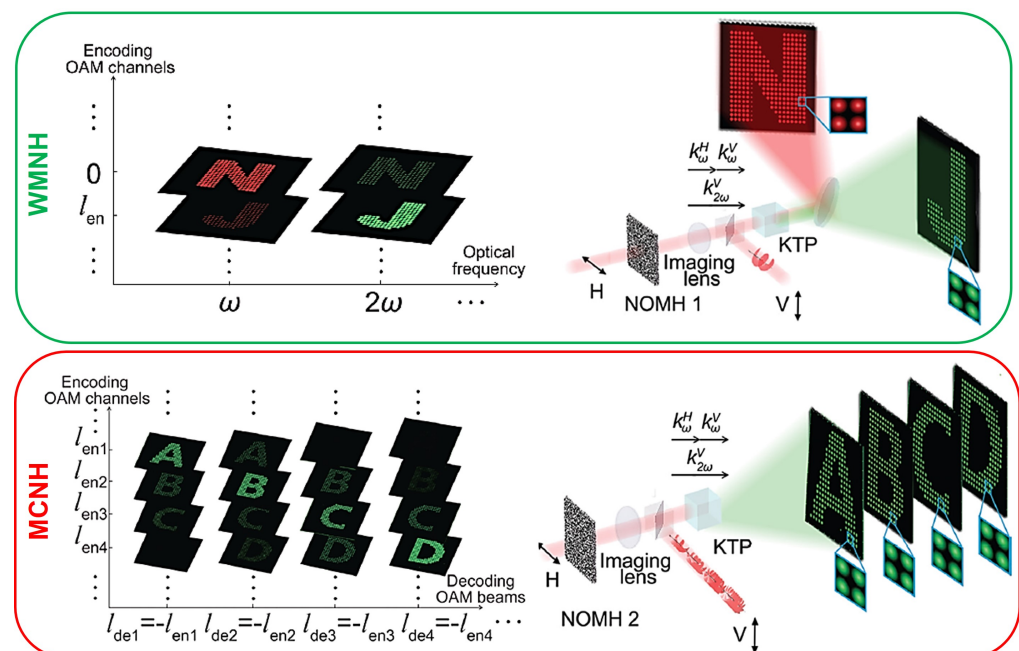 WMNH
Encoding
OAM channels
0
l_en
Optical
frequency
ω
2ω
...
N
J
N
J
k_ω^H k_ω^V
k_2ω^V
H
NOMH 1
Imaging
lens
KTP
V
N
J
MCNH
Encoding
OAM channels
l_en1
l_en2
l_en3
l_en4
A
B
C
A
B
C
D
B
C
D
B
C
D
Decoding
OAM beams
l_de1=-l_en1 l_de2=-l_en2 l_de3=-l_en3 l_de4=-l_en4 ...
k_ω^H k_ω^V
k_2ω^V
H
NOMH 2
Imaging
lens
KTP
V
A
B
C
D